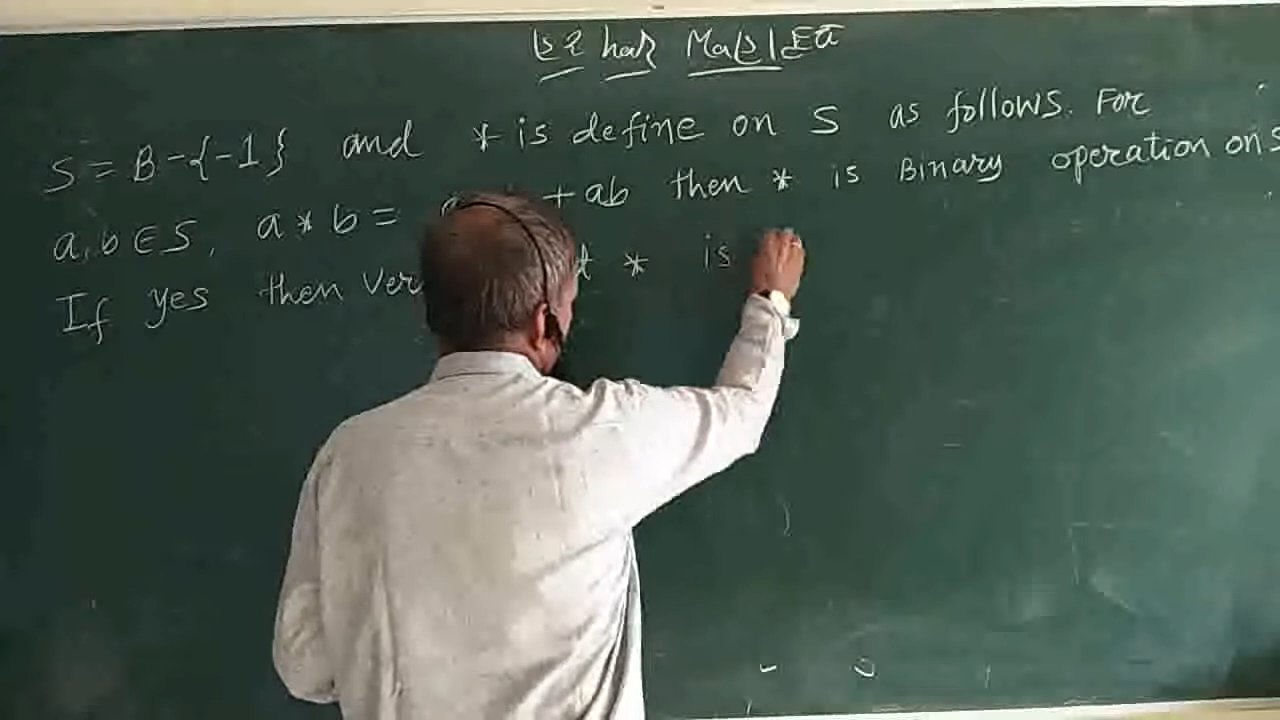 har
S = B - {-1} and * is define on S as follows. For
a, b ∈ S, a * b = + ab then * is Binary operation on S
If yes then Ver * is